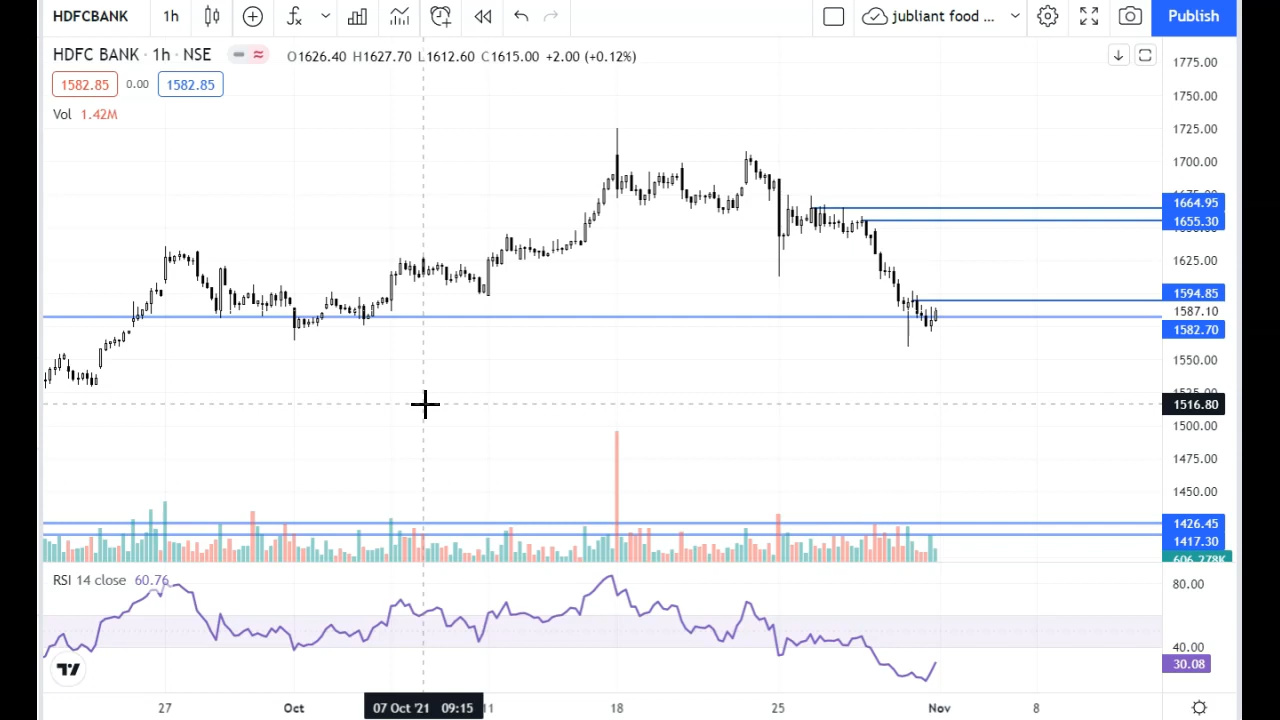 HDFCBANK 1h jubliant food ... Publish
HDFC BANK · 1h · NSE O1626.40 H1627.70 L1612.60 C1615.00 +2.00 (+0.12%)
1582.85 0.00 1582.85
Vol 1.42M
1775.00
1750.00
1725.00
1700.00
1664.95
1655.30
1625.00
1594.85
1587.10
1582.70
1550.00
1516.80
1500.00
1475.00
1450.00
1426.45
1417.30
606.278K
RSI 14 close 60.76
80.00
40.00
30.08
27 Oct 07 Oct '21 09:15 11 18 25 Nov 8